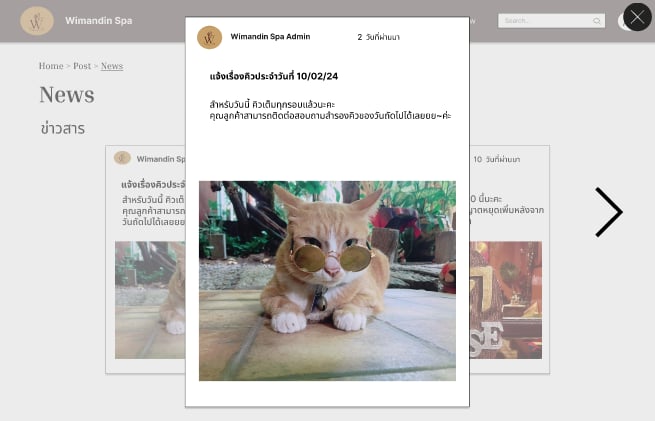 Wimandin Spa
Search...
Home > Post > News
News
ข่าวสาร
Wimandin Spa Admin
2 วันที่ผ่านมา
แจ้งเรื่องคิวประจำวันที่ 10/02/24
สำหรับวันนี้ คิวเต็มทุกรอบแล้วนะคะ
คุณลูกค้าสามารถติดต่อสอบถามสำรองคิวของวันถัดไปได้เลยยย~ค่ะ
Wimandin Sp
แจ้งเรื่องคิวประจำ
สำหรับวันนี้ คิวเต็
คุณลูกค้าสามารถ
วันถัดไปได้เลยยย
10 วันที่ผ่านมา
0 นี้นะคะ
าตหยุดเพิ่มหลังจาก
SE